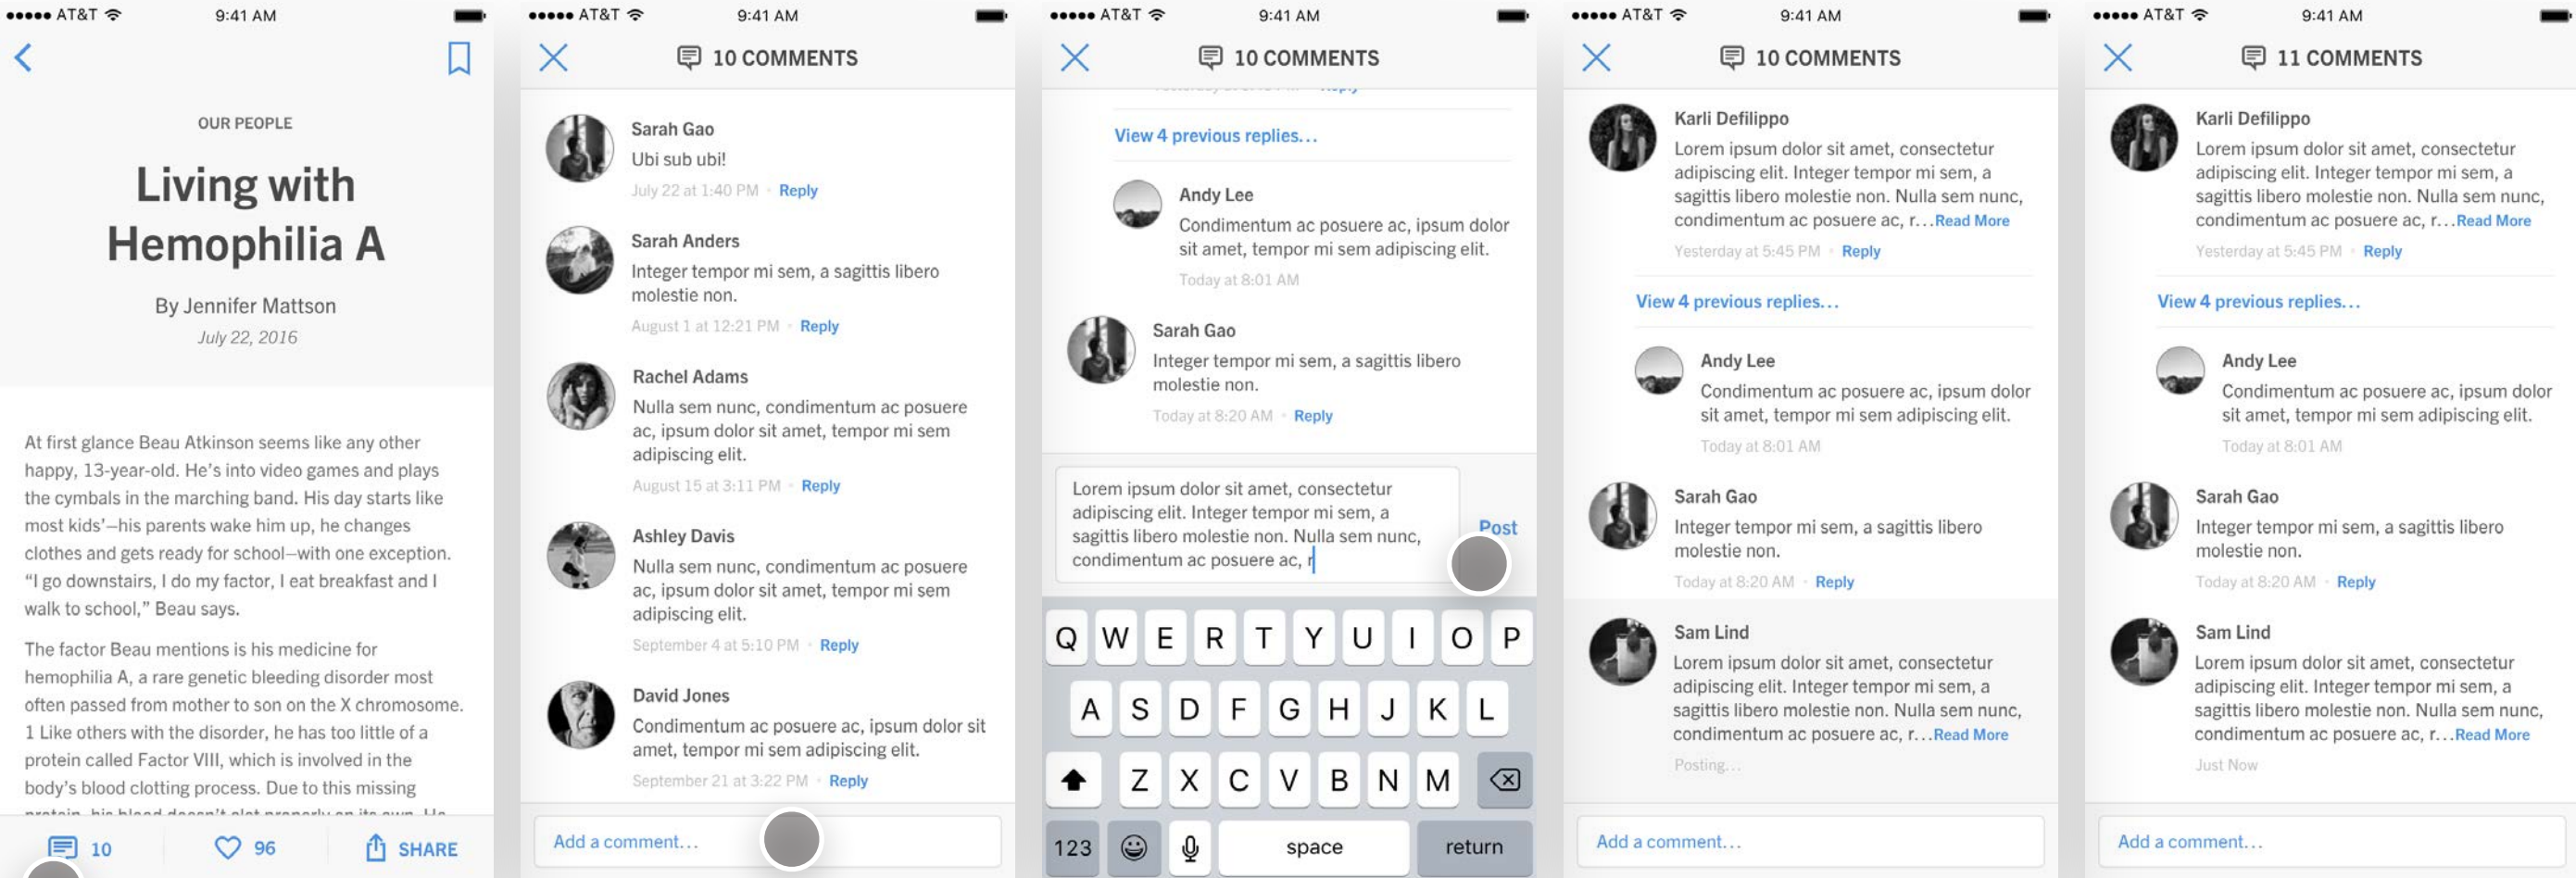 AT&T 9:41 AM
OUR PEOPLE
Living with
Hemophilia A
By Jennifer Mattson
July 22, 2016
At first glance Beau Atkinson seems like any other
happy, 13-year-old. He's into video games and plays
the cymbals in the marching band. His day starts like
most kids'–his parents wake him up, he changes
clothes and gets ready for school–with one exception.
“I go downstairs, I do my factor, I eat breakfast and I
walk to school,” Beau says.
The factor Beau mentions is his medicine for
hemophilia A, a rare genetic bleeding disorder most
often passed from mother to son on the X chromosome.
1 Like others with the disorder, he has too little of a
protein called Factor VIII, which is involved in the
body's blood clotting process. Due to this missing
protein, his blood doesn't clot properly on its own. He
10 96 SHARE
AT&T 9:41 AM
10 COMMENTS
Sarah Gao
Ubi sub ubi!
July 22 at 1:40 PM • Reply
Sarah Anders
Integer tempor mi sem, a sagittis libero
molestie non.
August 1 at 12:21 PM • Reply
Rachel Adams
Nulla sem nunc, condimentum ac posuere
ac, ipsum dolor sit amet, tempor mi sem
adipiscing elit.
August 15 at 3:11 PM • Reply
Ashley Davis
Nulla sem nunc, condimentum ac posuere
ac, ipsum dolor sit amet, tempor mi sem
adipiscing elit.
September 4 at 5:10 PM • Reply
David Jones
Condimentum ac posuere ac, ipsum dolor sit
amet, tempor mi sem adipiscing elit.
September 21 at 3:22 PM • Reply
Add a comment...
AT&T 9:41 AM
10 COMMENTS
Reply
View 4 previous replies...
Andy Lee
Condimentum ac posuere ac, ipsum dolor
sit amet, tempor mi sem adipiscing elit.
Today at 8:01 AM
Sarah Gao
Integer tempor mi sem, a sagittis libero
molestie non.
Today at 8:20 AM • Reply
Lorem ipsum dolor sit amet, consectetur
adipiscing elit. Integer tempor mi sem, a
sagittis libero molestie non. Nulla sem nunc,
condimentum ac posuere ac, r
Post
Q W E R T Y U I O P
A S D F G H J K L
Z X C V B N M
123 space return
AT&T 9:41 AM
10 COMMENTS
Karli Defilippo
Lorem ipsum dolor sit amet, consectetur
adipiscing elit. Integer tempor mi sem, a
sagittis libero molestie non. Nulla sem nunc,
condimentum ac posuere ac, r...Read More
Yesterday at 5:45 PM • Reply
View 4 previous replies...
Andy Lee
Condimentum ac posuere ac, ipsum dolor
sit amet, tempor mi sem adipiscing elit.
Today at 8:01 AM
Sarah Gao
Integer tempor mi sem, a sagittis libero
molestie non.
Today at 8:20 AM • Reply
Sam Lind
Lorem ipsum dolor sit amet, consectetur
adipiscing elit. Integer tempor mi sem, a
sagittis libero molestie non. Nulla sem nunc,
condimentum ac posuere ac, r...Read More
Posting...
Add a comment...
AT&T 9:41 AM
11 COMMENTS
Karli Defilippo
Lorem ipsum dolor sit amet, consectetur
adipiscing elit. Integer tempor mi sem, a
sagittis libero molestie non. Nulla sem nunc,
condimentum ac posuere ac, r...Read More
Yesterday at 5:45 PM • Reply
View 4 previous replies...
Andy Lee
Condimentum ac posuere ac, ipsum dolor
sit amet, tempor mi sem adipiscing elit.
Today at 8:01 AM
Sarah Gao
Integer tempor mi sem, a sagittis libero
molestie non.
Today at 8:20 AM • Reply
Sam Lind
Lorem ipsum dolor sit amet, consectetur
adipiscing elit. Integer tempor mi sem, a
sagittis libero molestie non. Nulla sem nunc,
condimentum ac posuere ac, r...Read More
Just Now
Add a comment...